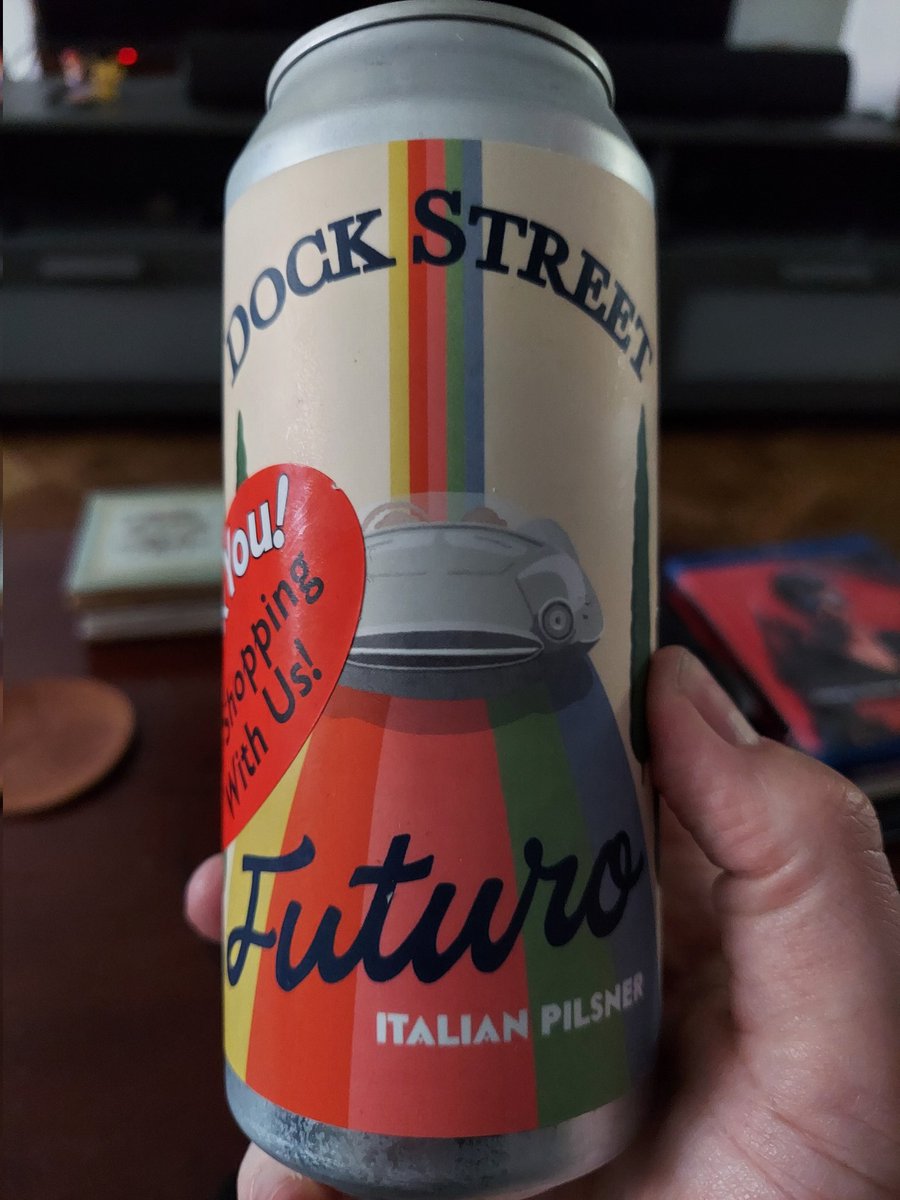 DOCK STREET
You!
Shopping
With Us!
Futuro
ITALIAN PILSNER